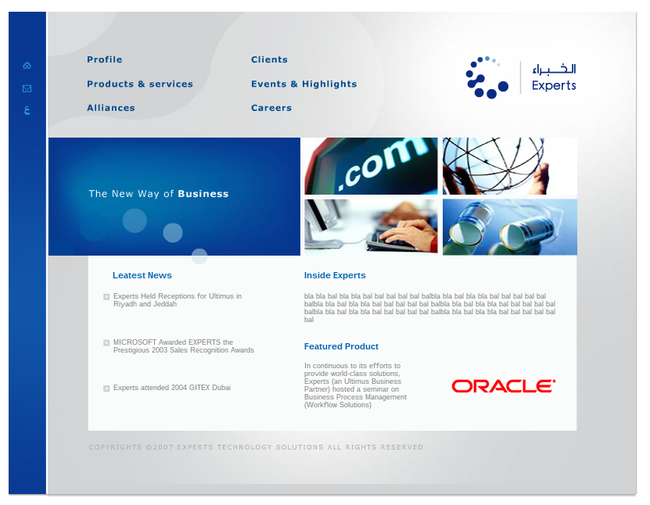 Profile
Clients
Products & services
Events & Highlights
Alliances
Careers
الخبراء
Experts
ع
The New Way of Business
.com
Leatest News
Experts Held Receptions for Ultimus in
Riyadh and Jeddah
MICROSOFT Awarded EXPERTS the
Prestigious 2003 Sales Recognition Awards
Experts attended 2004 GITEX Dubai
Inside Experts
bla bla bal bla bla bal bal bal bal bal balbla bla bal bla bla bal bal bal bal bal
balbla bla bal bla bla bal bal bal bal bal balbla bla bal bla bla bal bal bal bal bal
balbla bla bal bla bla bal bal bal bal bal balbla bla bal bla bla bal bal bal bal bal
bal
Featured Product
In continuous to its efforts to
provide world-class solutions,
Experts (an Ultimus Business
Partner) hosted a seminar on
Business Process Management
(Workflow Solutions)
ORACLE
COPYRIGHTS ©2007 EXPERTS TECHNOLOGY SOLUTIONS ALL RIGHTS RESERVED